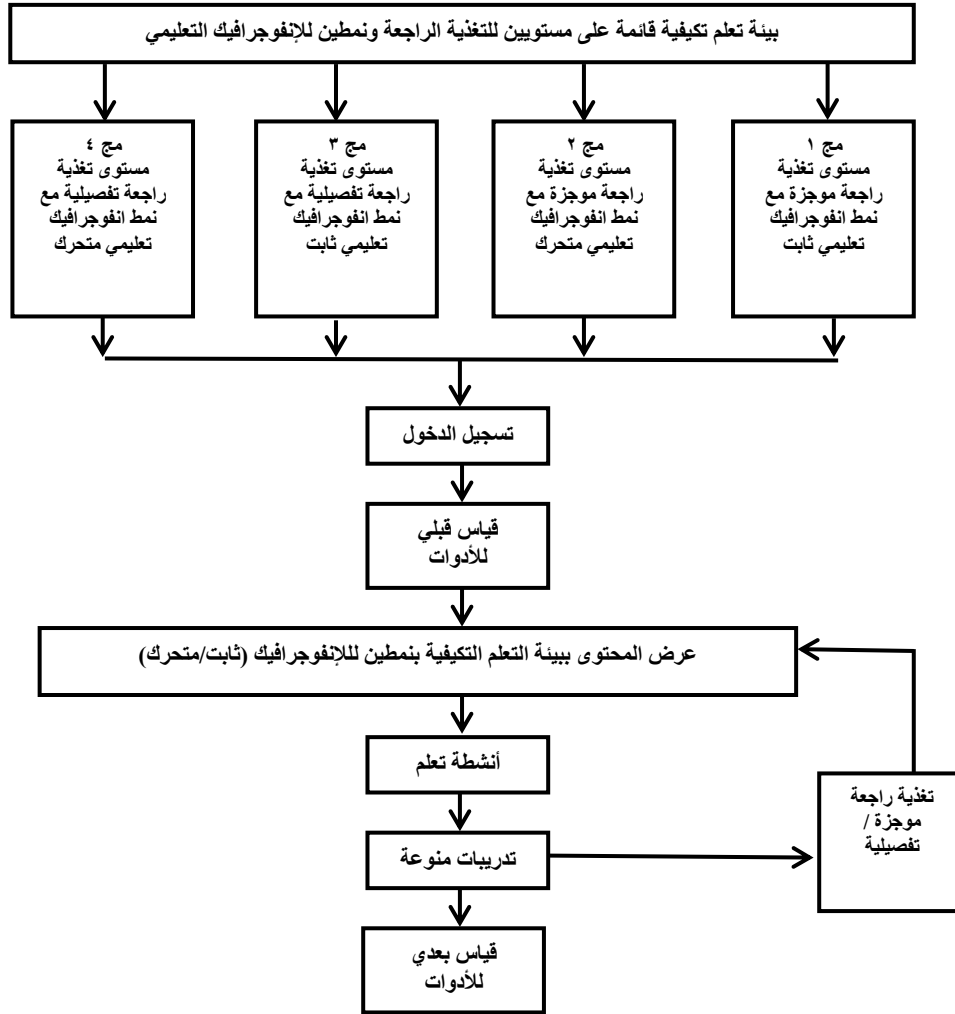 بيئة تعلم تكيفية قائمة على مستويين للتغذية الراجعة ونمطين للإنفوجرافيك التعليمي
مج ١
مستوى تغذية
راجعة موجزة مع
نمط انفوجرافيك
تعليمي ثابت
مج ٢
مستوى تغذية
راجعة موجزة مع
نمط انفوجرافيك
تعليمي متحرك
مج ٣
مستوى تغذية
راجعة تفصيلية مع
نمط انفوجرافيك
تعليمي ثابت
مج ٤
مستوى تغذية
راجعة تفصيلية مع
نمط انفوجرافيك
تعليمي متحرك
تسجيل الدخول
قياس قبلي
للأدوات
عرض المحتوى ببيئة التعلم التكيفية بنمطين لللإنفوجرافيك (ثابت/متحرك)
أنشطة تعلم
تغذية راجعة
موجزة /
تفصيلية
تدريبات منوعة
قياس بعدي
للأدوات